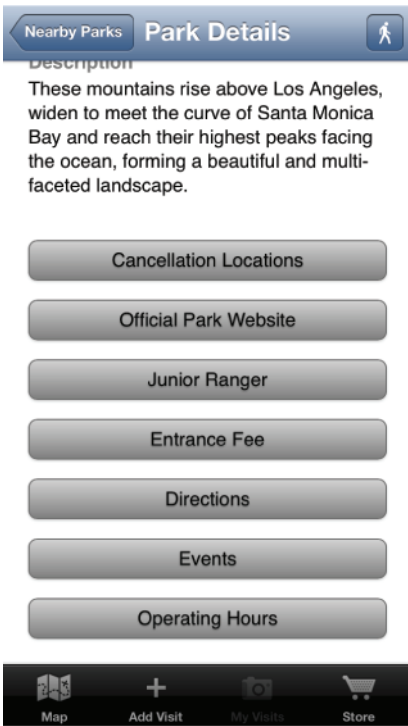 Nearby Parks
Park Details
Description
These mountains rise above Los Angeles,
widen to meet the curve of Santa Monica
Bay and reach their highest peaks facing
the ocean, forming a beautiful and multi-
faceted landscape.
Cancellation Locations
Official Park Website
Junior Ranger
Entrance Fee
Directions
Events
Operating Hours
Map
Add Visit
My Visits
Store